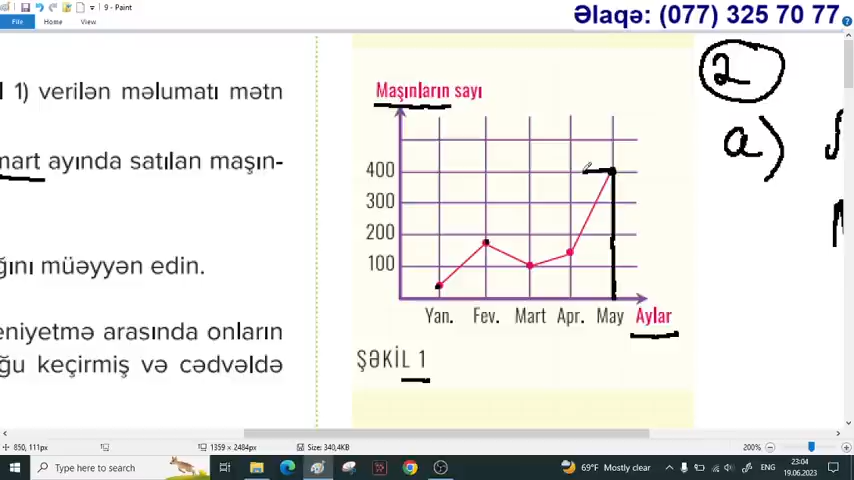 9 - Paint
Əlaqə: (077) 325 70 77
File Home View
1) verilən məlumatı mətn
mart ayında satılan maşın-
ğını müəyyən edin.
eniyetmə arasında onların
ğu keçirmiş və cədvəldə
Maşınların sayı
400
300
200
100
Yan. Fev. Mart Apr. May Aylar
ŞƏKİL 1
2
a)
850, 111px
1359 × 2484px
Size: 340,4KB
200%
Type here to search
69°F Mostly clear
ENG
23:04
19.06.2023